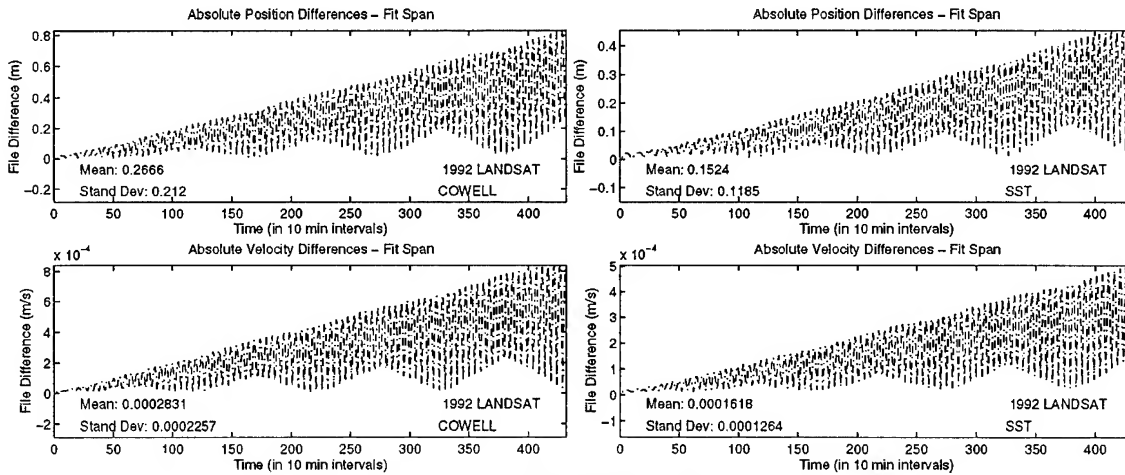 Absolute Position Differences – Fit Span
File Difference (m)
0.8
0.6
0.4
0.2
0
−0.2
Mean: 0.2666
Stand Dev: 0.212
1992 LANDSAT
COWELL
0 50 100 150 200 250 300 350 400
Time (in 10 min intervals)
Absolute Position Differences – Fit Span
File Difference (m)
0.4
0.3
0.2
0.1
0
−0.1
Mean: 0.1524
Stand Dev: 0.1185
1992 LANDSAT
SST
0 50 100 150 200 250 300 350 400
Time (in 10 min intervals)
Absolute Velocity Differences – Fit Span
x 10⁻⁴
File Difference (m/s)
8
6
4
2
0
−2
Mean: 0.0002831
Stand Dev: 0.0002257
1992 LANDSAT
COWELL
0 50 100 150 200 250 300 350 400
Time (in 10 min intervals)
Absolute Velocity Differences – Fit Span
x 10⁻⁴
File Difference (m/s)
5
4
3
2
1
0
−1
Mean: 0.0001618
Stand Dev: 0.0001264
1992 LANDSAT
SST
0 50 100 150 200 250 300 350 400
Time (in 10 min intervals)